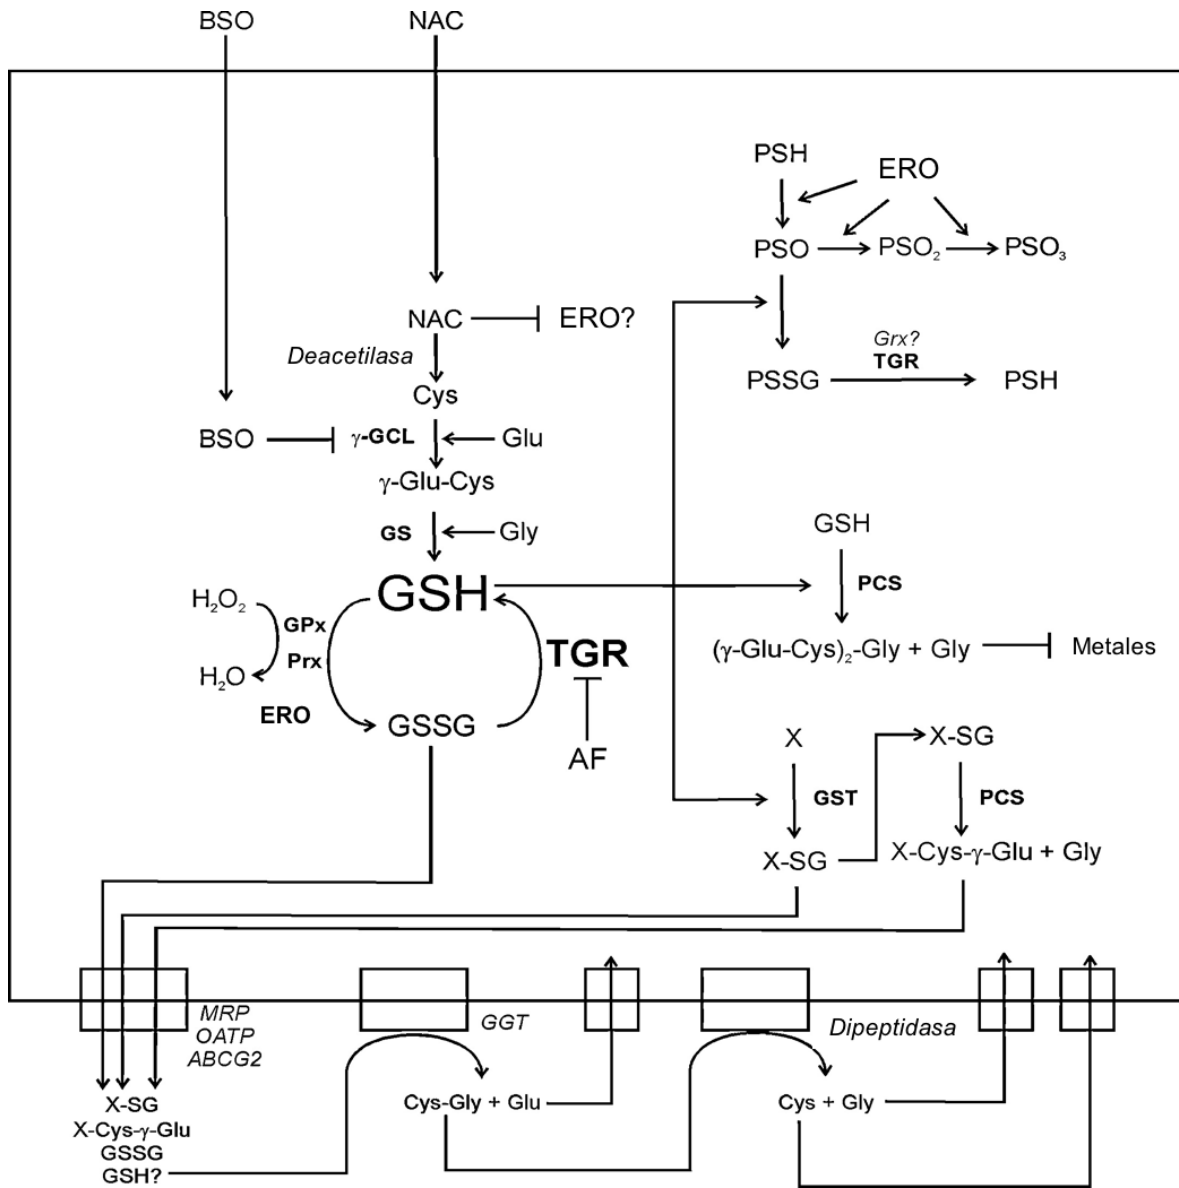 BSO
NAC
PSH
ERO
PSO
PSO₂
PSO₃
NAC
ERO?
Deacetilasa
Cys
Grx?
TGR
PSSG
PSH
BSO
γ-GCL
Glu
γ-Glu-Cys
GS
Gly
GSH
PCS
GSH
H₂O₂
GPx
Prx
H₂O
ERO
TGR
(γ-Glu-Cys)₂-Gly + Gly
Metales
GSSG
AF
X
GST
X-SG
X-SG
PCS
X-Cys-γ-Glu + Gly
MRP
OATP
ABCG2
GGT
Dipeptidasa
X-SG
X-Cys-γ-Glu
GSSG
GSH?
Cys-Gly + Glu
Cys + Gly